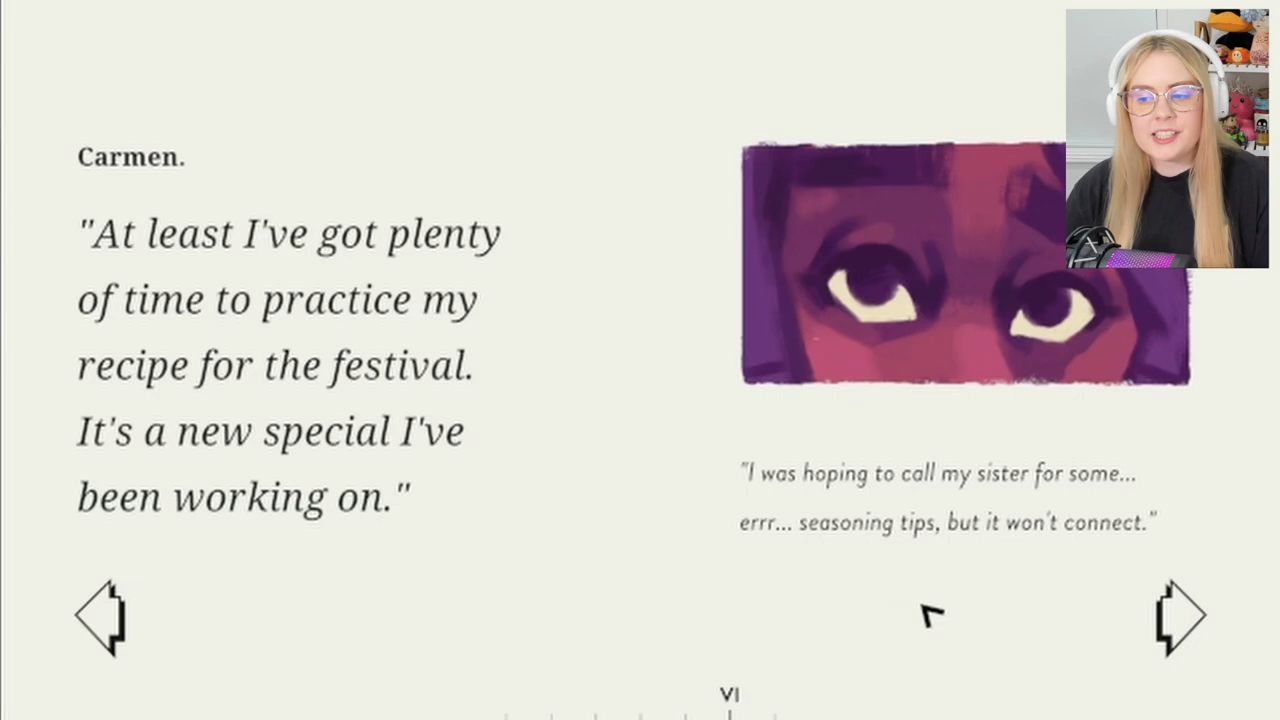 Carmen.
"At least I've got plenty
of time to practice my
recipe for the festival.
It's a new special I've
been working on."
"I was hoping to call my sister for some...
errr... seasoning tips, but it won't connect."
VI